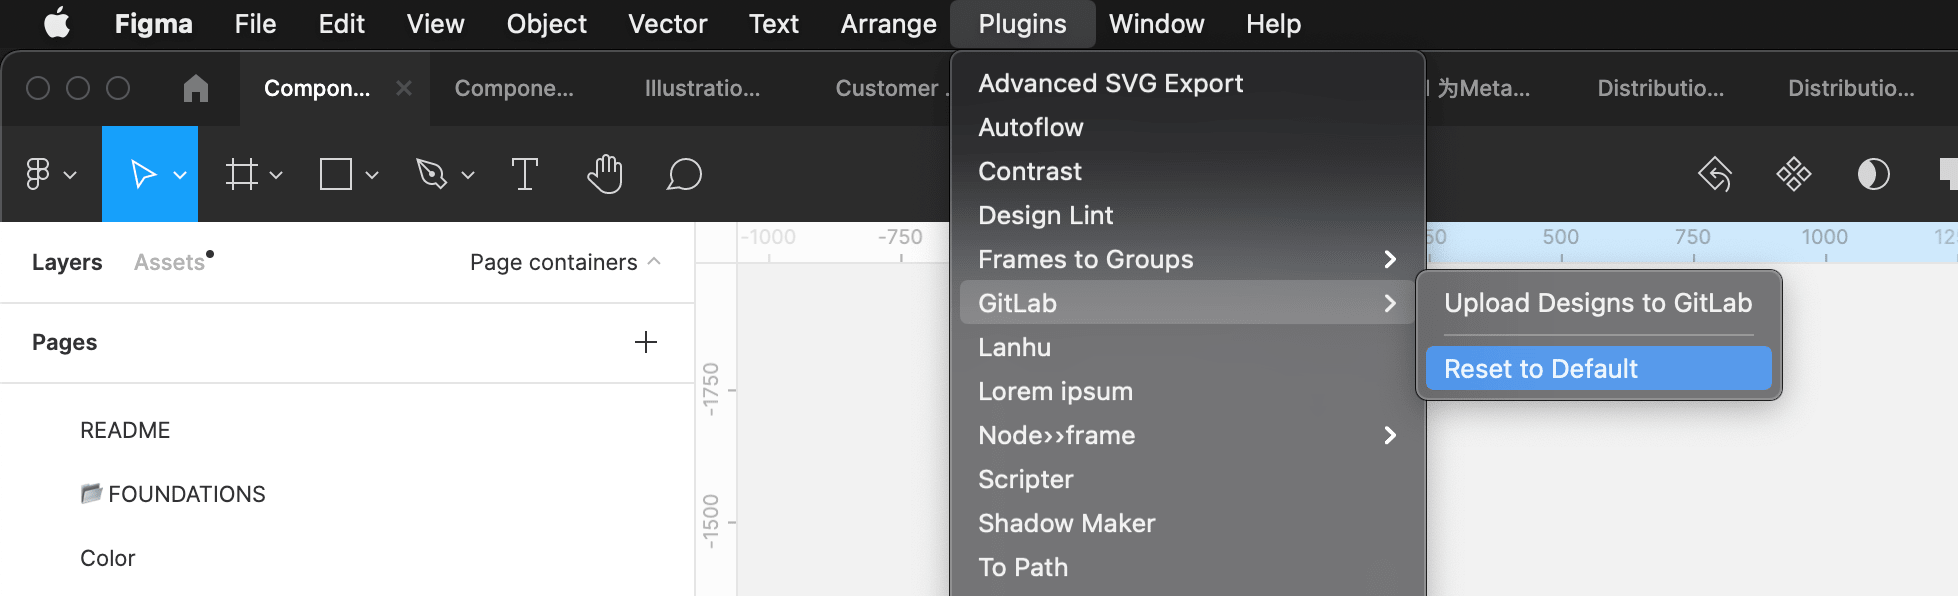 Figma File Edit View Object Vector Text Arrange Plugins Window Help
Compon... Compone... Illustratio... Customer 为Meta... Distributio... Distributio...
Advanced SVG Export
Autoflow
Contrast
Design Lint
Frames to Groups
GitLab
Lanhu
Lorem ipsum
Node››frame
Scripter
Shadow Maker
To Path
Upload Designs to GitLab
Reset to Default
-1000 -750 500 750 1000
Layers Assets Page containers
Pages
README
FOUNDATIONS
Color
-1750
-1500